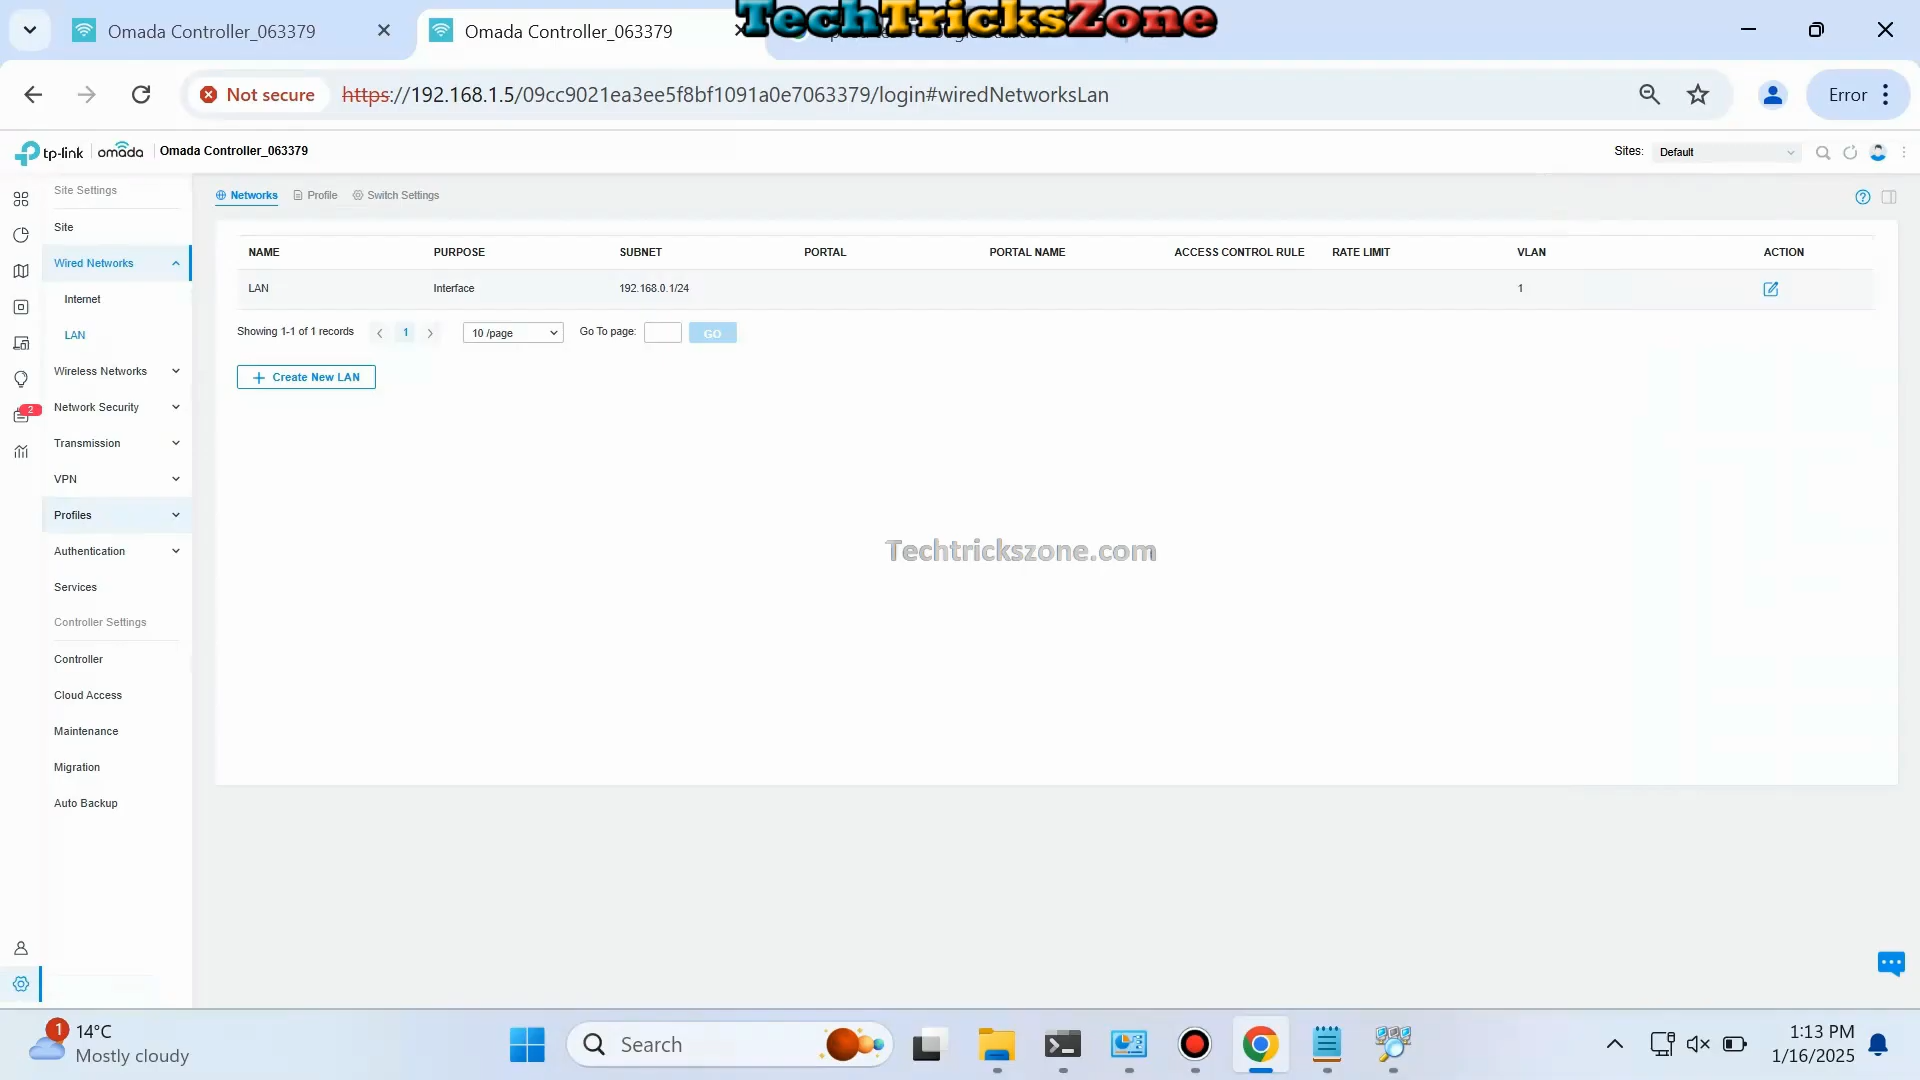 TechTricksZone
Omada Controller_063379
Omada Controller_063379
Not secure
https://192.168.1.5/09cc9021ea3ee5f8bf1091a0e7063379/login#wiredNetworksLan
Error
tp-link
omada
Omada Controller_063379
Sites:
Default
Site Settings
Networks
Profile
Switch Settings
Site
Wired Networks
Internet
LAN
Wireless Networks
Network Security
2
Transmission
VPN
Profiles
Authentication
Services
Controller Settings
Controller
Cloud Access
Maintenance
Migration
Auto Backup
NAME PURPOSE SUBNET PORTAL PORTAL NAME ACCESS CONTROL RULE RATE LIMIT VLAN ACTION
LAN Interface 192.168.0.1/24 1
Showing 1-1 of 1 records < 1 > 10 /page Go To page: GO
+ Create New LAN
Techtrickszone.com
1
14°C
Mostly cloudy
Search
1:13 PM
1/16/2025